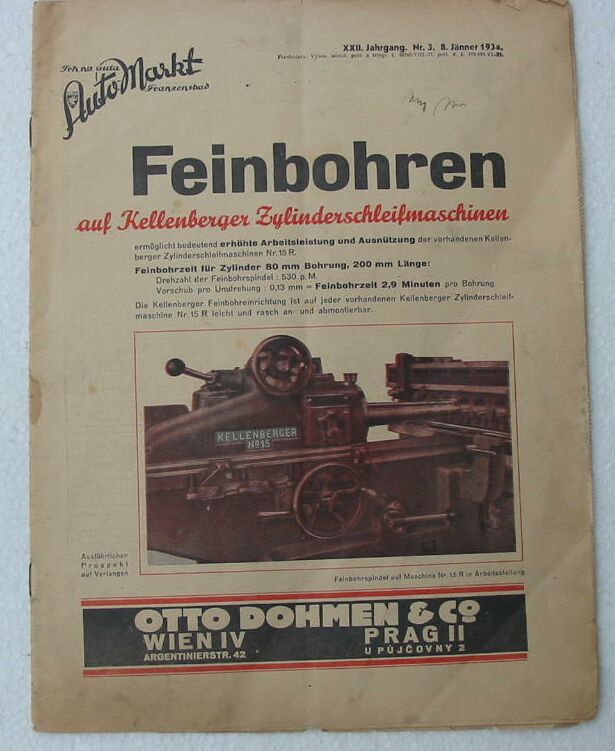 XXII. Jahrgang. Nr. 3. 8. Jänner 1934.
Auto Markt
Franzensbad
Feinbohren
auf Kellenberger Zylinderschleifmaschinen
ermöglicht bedeutend erhöhte Arbeitsleistung und Ausnützung der vorhandenen Kellen-
berger Zylinderschleifmaschinen Nr. 15 R.
Feinbohrzeit für Zylinder 80 mm Bohrung, 200 mm Länge:
Drehzahl der Feinbohrspindel : 530 p. M.
Vorschub pro Umdrehung : 0,13 mm = Feinbohrzeit 2,9 Minuten pro Bohrung.
Die Kellenberger Feinbohreinrichtung ist auf jeder vorhandenen Kellenberger Zylinderschleif-
maschine Nr. 15 R leicht und rasch an- und abmontierbar.
KELLENBERGER
No 15
Ausführlichen
Prospekt
auf Verlangen
Feinbohrspindel auf Maschine Nr. 15 R in Arbeitsstellung
OTTO DOHMEN & Co
WIEN IV
ARGENTINIERSTR. 42
PRAG II
U PŮJČOVNY 2